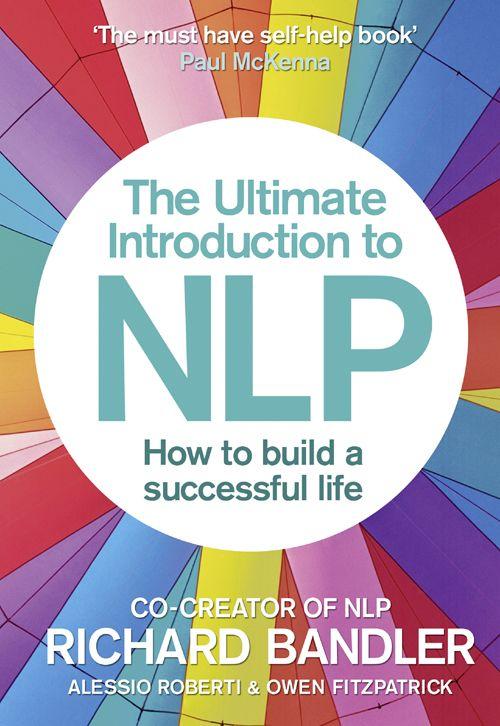 ‘The must have self-help book’
Paul McKenna
The Ultimate
Introduction to
NLP
How to build a
successful life
CO-CREATOR OF NLP
RICHARD BANDLER
ALESSIO ROBERTI & OWEN FITZPATRICK